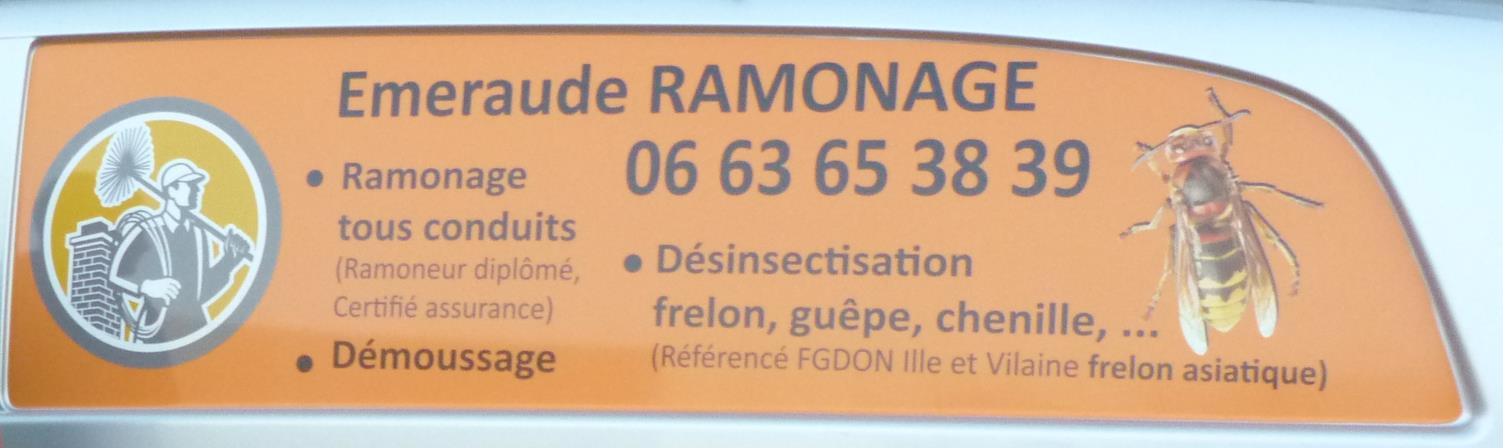 Emeraude RAMONAGE
06 63 65 38 39
• Ramonage
tous conduits
(Ramoneur diplômé,
Certifié assurance)
• Démoussage
• Désinsectisation
frelon, guêpe, chenille, ...
(Référencé FGDON Ille et Vilaine frelon asiatique)